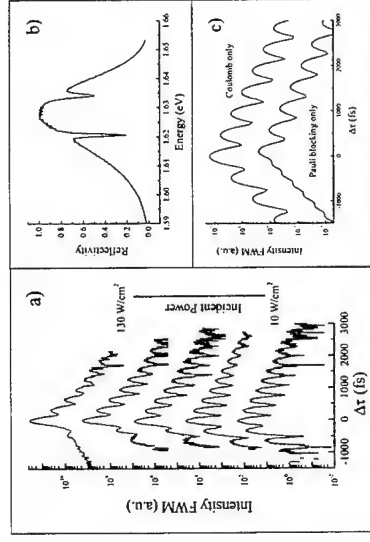 a)
130 W/cm²
Incident Power
10 W/cm²
Intensity FWM (a.u.)
-1000 0 1000 2000 3000
Δτ (fs)
b)
Reflectivity
1.0
0.8
0.6
0.4
0.2
0.0
1.59 1.60 1.61 1.62 1.63 1.64 1.65 1.66
Energy (eV)
c)
Coulomb only
Pauli blocking only
Intensity FWM (a.u.)
-1000 0 1000 2000 3000
Δτ (fs)